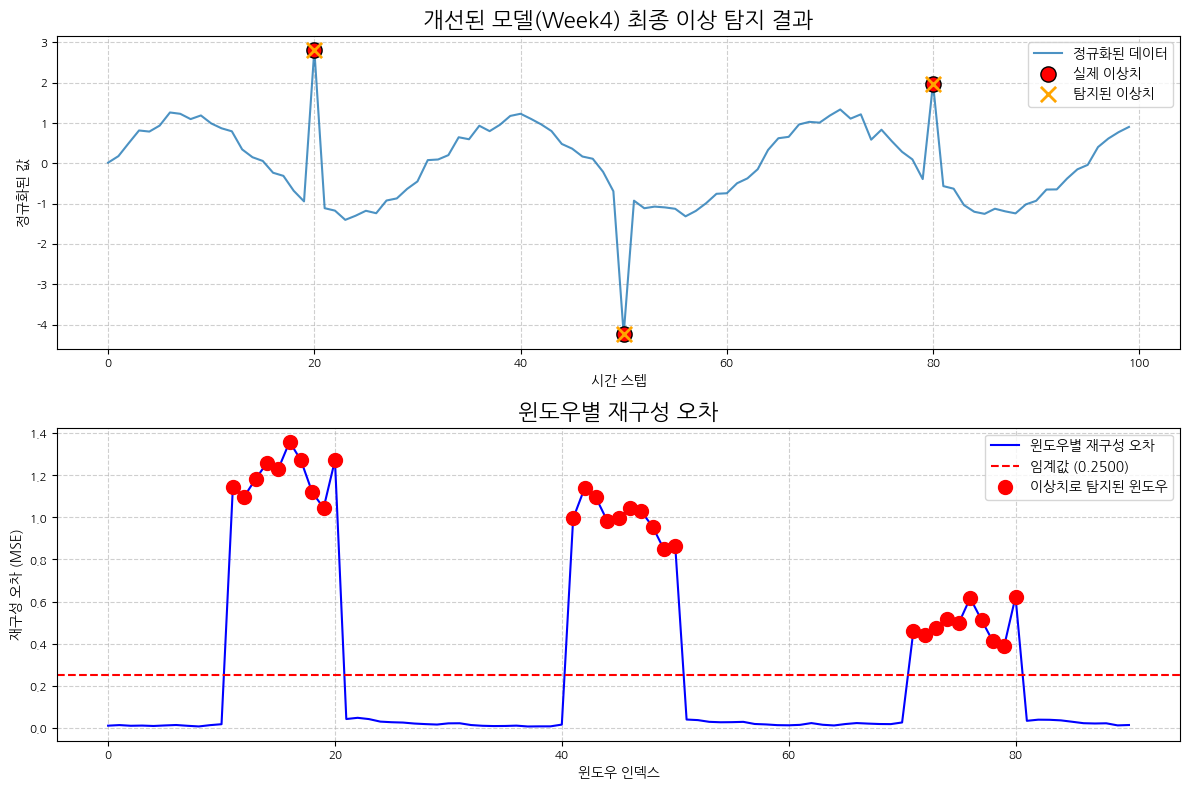 개선된 모델(Week4) 최종 이상 탐지 결과
정규화된 값
3
2
1
0
-1
-2
-3
-4
정규화된 데이터
실제 이상치
탐지된 이상치
0
20
40
60
80
100
시간 스텝
윈도우별 재구성 오차
재구성 오차 (MSE)
1.4
1.2
1.0
0.8
0.6
0.4
0.2
0.0
윈도우별 재구성 오차
임계값 (0.2500)
이상치로 탐지된 윈도우
0
20
40
60
80
윈도우 인덱스